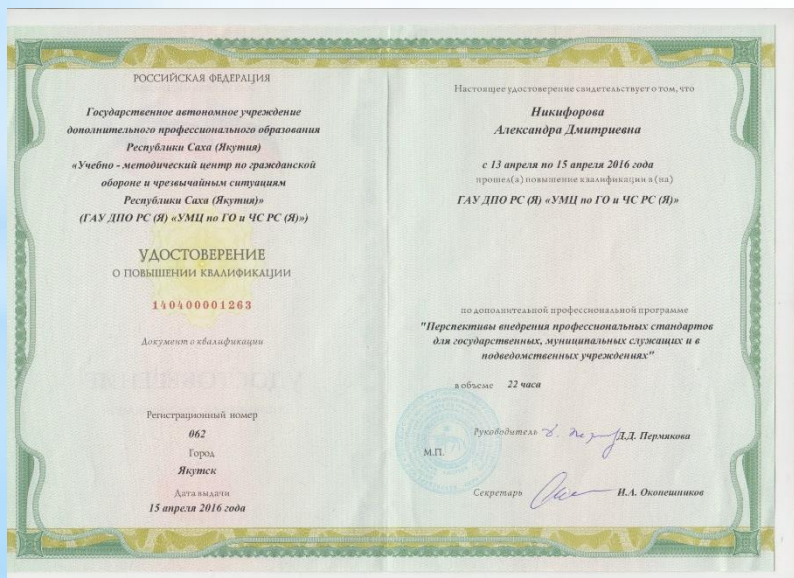 РОССИЙСКАЯ ФЕДЕРАЦИЯ
Государственное автономное учреждение
дополнительного профессионального образования
Республики Саха (Якутия)
«Учебно - методический центр по гражданской
обороне и чрезвычайным ситуациям
Республики Саха (Якутия)»
(ГАУ ДПО РС (Я) «УМЦ по ГО и ЧС РС (Я)»)
УДОСТОВЕРЕНИЕ
О ПОВЫШЕНИИ КВАЛИФИКАЦИИ
140400001263
Документ о квалификации
Регистрационный номер
062
Город
Якутск
Дата выдачи
15 апреля 2016 года
Настоящее удостоверение свидетельствует о том, что
Никифорова
Александра Дмитриевна
с 13 апреля по 15 апреля 2016 года
прошел(а) повышение квалификации в (на)
ГАУ ДПО РС (Я) «УМЦ по ГО и ЧС РС (Я)»
по дополнительной профессиональной программе
"Перспективы внедрения профессиональных стандартов
для государственных, муниципальных служащих и в
подведомственных учреждениях"
в объеме 22 часа
Руководитель Д.Д. Пермякова
М.П.
Секретарь И.А. Оконешников